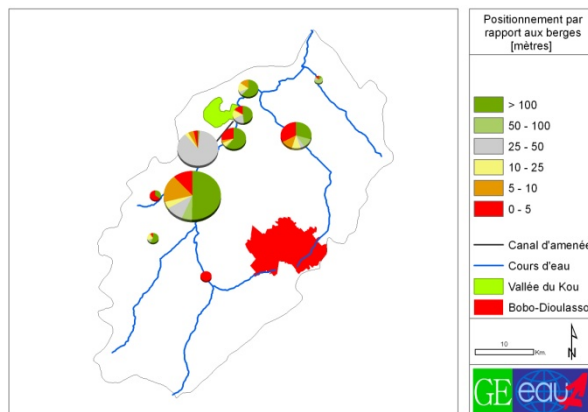 Positionnement par
rapport aux berges
[mètres]
> 100
50 - 100
25 - 50
10 - 25
5 - 10
0 - 5
Canal d'amenée
Cours d'eau
Vallée du Kou
Bobo-Dioulasso
10
Km.
N
GE eau